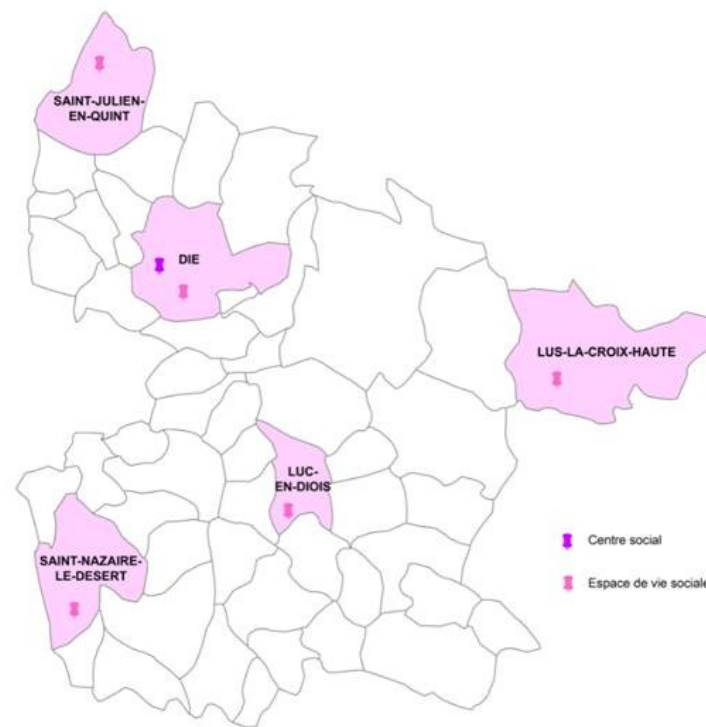 SAINT-JULIEN-
EN-QUINT
DIE
LUS-LA-CROIX-HAUTE
LUC-
EN-DIOIS
SAINT-NAZAIRE-
LE-DESERT
Centre social
Espace de vie sociale